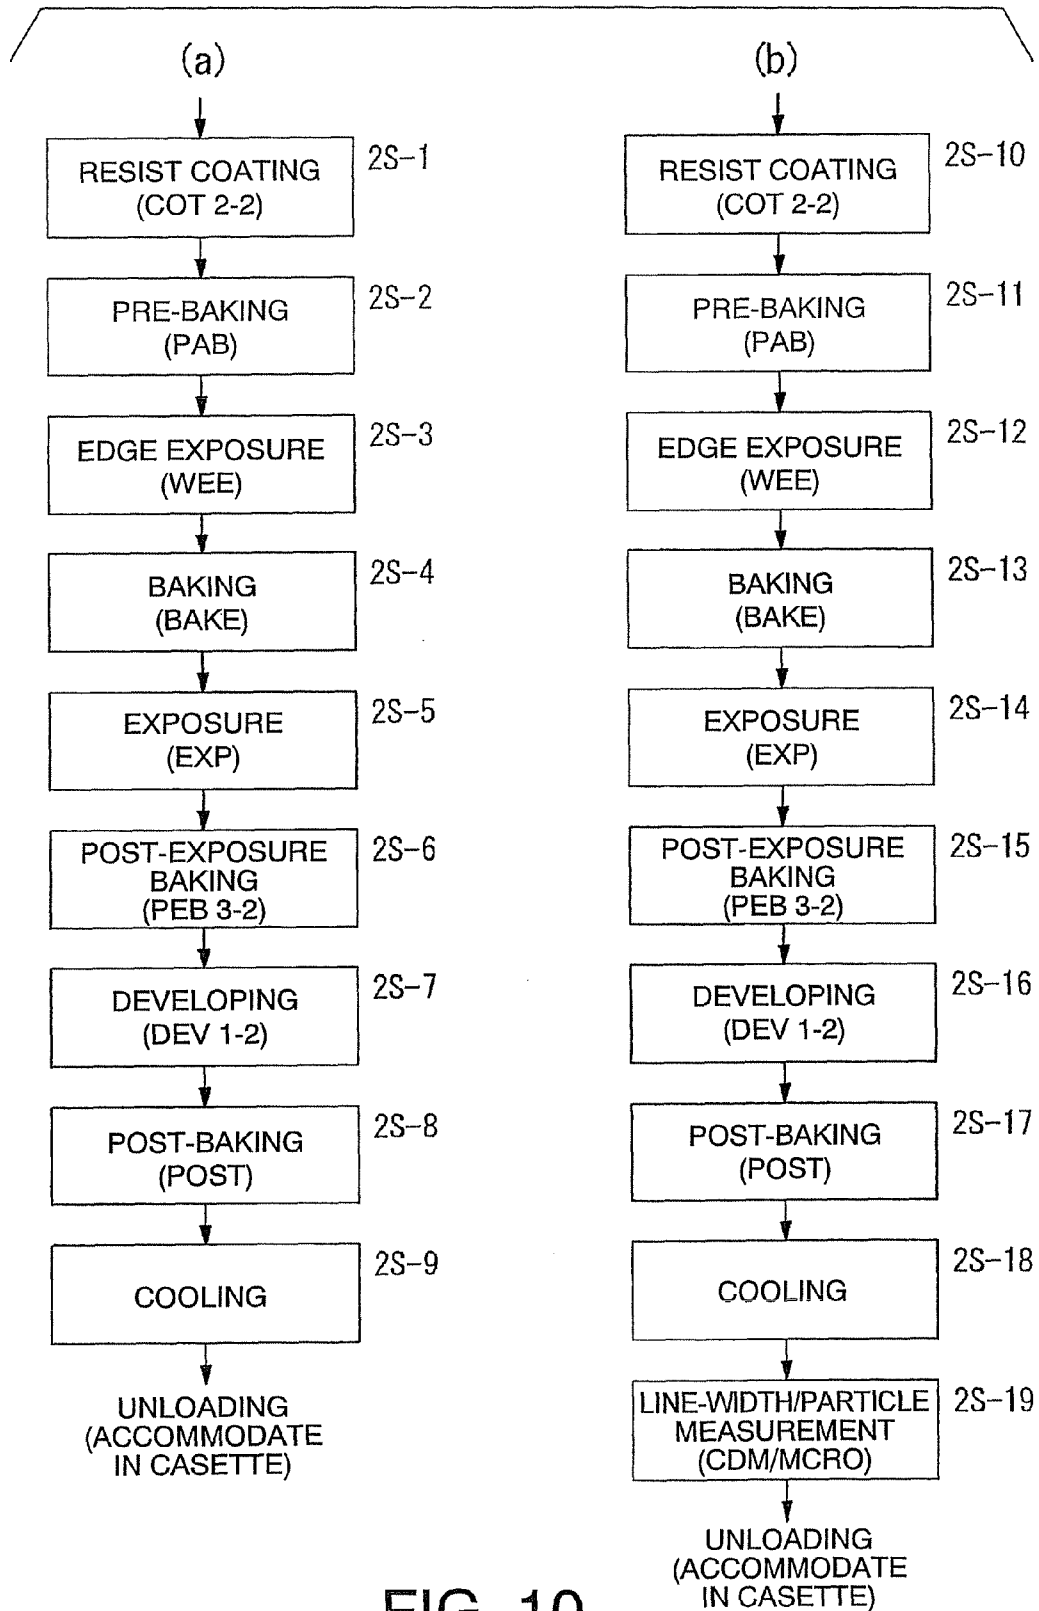 (a)
RESIST COATING
(COT 2-2)
2S-1
PRE-BAKING
(PAB)
2S-2
EDGE EXPOSURE
(WEE)
2S-3
BAKING
(BAKE)
2S-4
EXPOSURE
(EXP)
2S-5
POST-EXPOSURE
BAKING
(PEB 3-2)
2S-6
DEVELOPING
(DEV 1-2)
2S-7
POST-BAKING
(POST)
2S-8
COOLING
2S-9
UNLOADING
(ACCOMMODATE
IN CASETTE)
(b)
RESIST COATING
(COT 2-2)
2S-10
PRE-BAKING
(PAB)
2S-11
EDGE EXPOSURE
(WEE)
2S-12
BAKING
(BAKE)
2S-13
EXPOSURE
(EXP)
2S-14
POST-EXPOSURE
BAKING
(PEB 3-2)
2S-15
DEVELOPING
(DEV 1-2)
2S-16
POST-BAKING
(POST)
2S-17
COOLING
2S-18
LINE-WIDTH/PARTICLE
MEASUREMENT
(CDM/MCRO)
2S-19
UNLOADING
(ACCOMMODATE
IN CASETTE)
FIG. 10